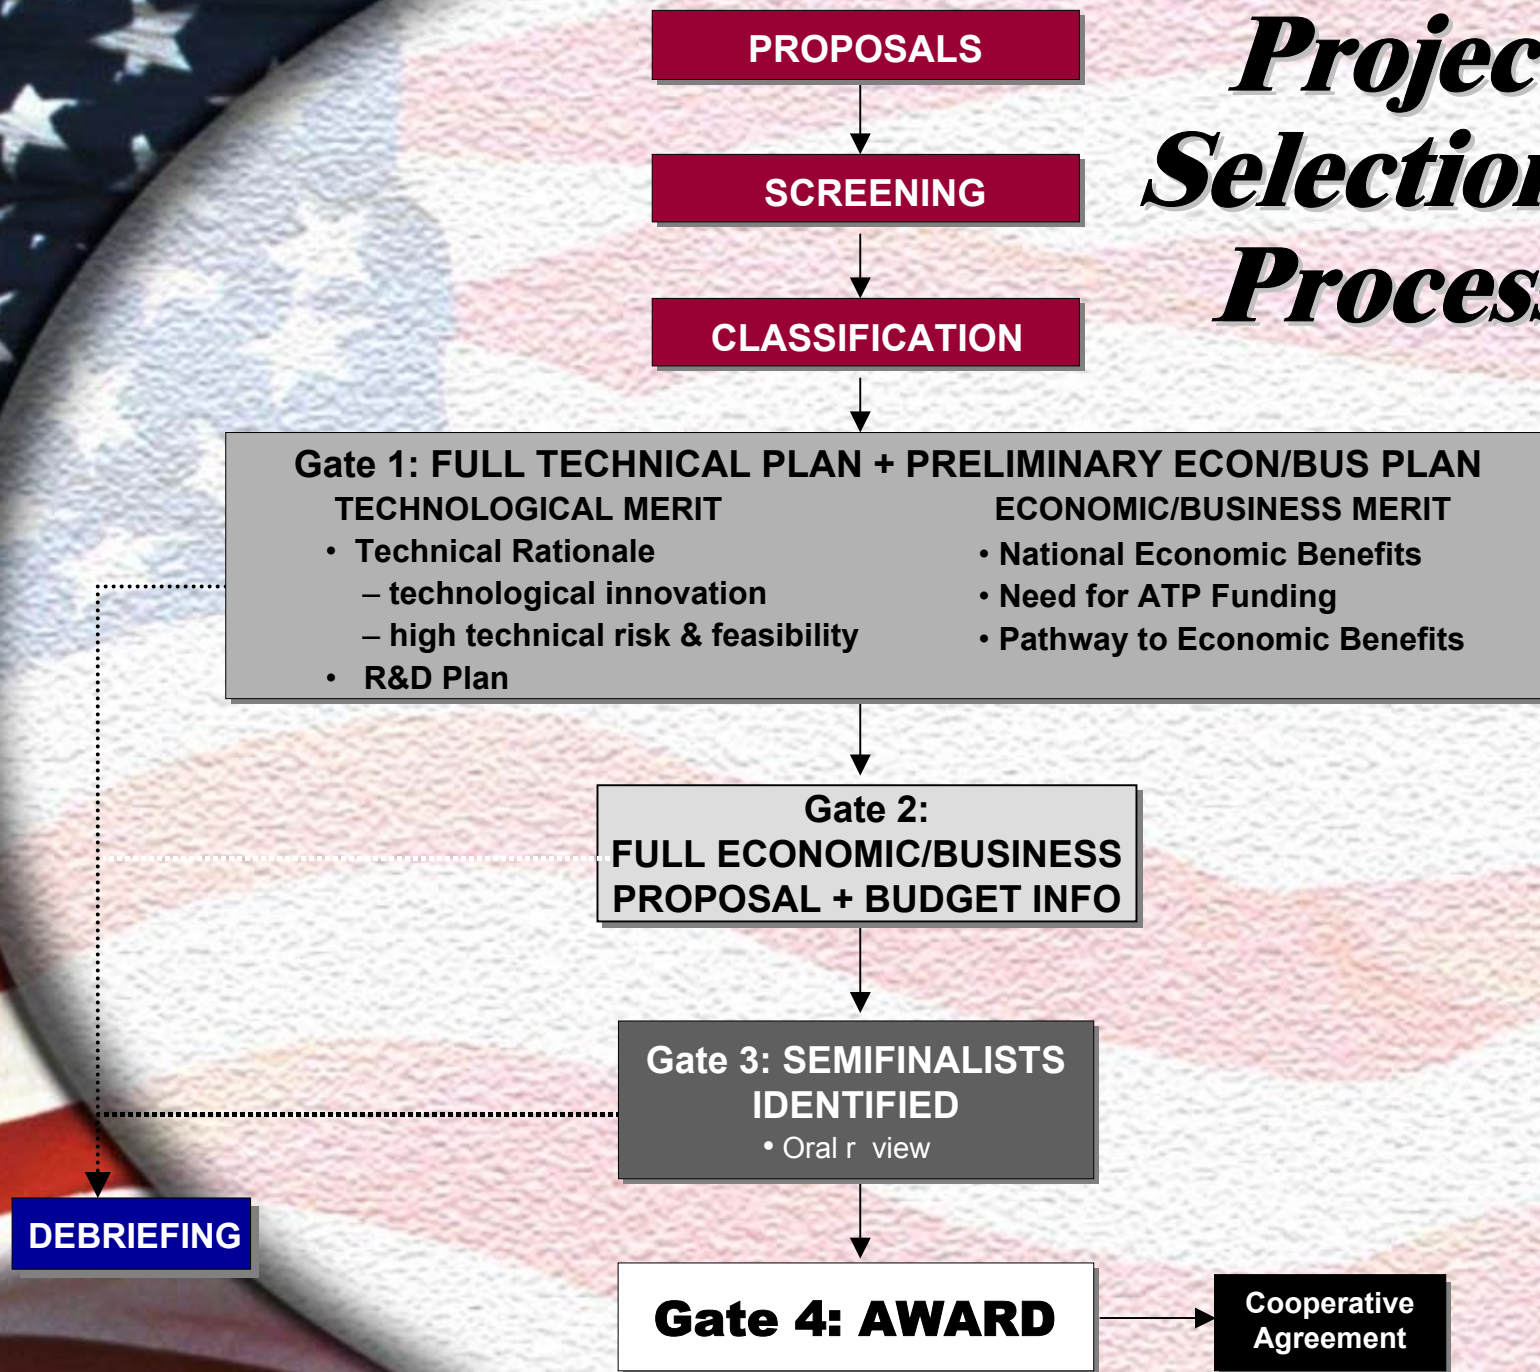 Projec
Selection
Process
PROPOSALS
SCREENING
CLASSIFICATION
Gate 1: FULL TECHNICAL PLAN + PRELIMINARY ECON/BUS PLAN
TECHNOLOGICAL MERIT
• Technical Rationale
– technological innovation
– high technical risk & feasibility
• R&D Plan
ECONOMIC/BUSINESS MERIT
• National Economic Benefits
• Need for ATP Funding
• Pathway to Economic Benefits
Gate 2:
FULL ECONOMIC/BUSINESS
PROPOSAL + BUDGET INFO
Gate 3: SEMIFINALISTS
IDENTIFIED
• Oral r view
DEBRIEFING
Gate 4: AWARD
Cooperative
Agreement